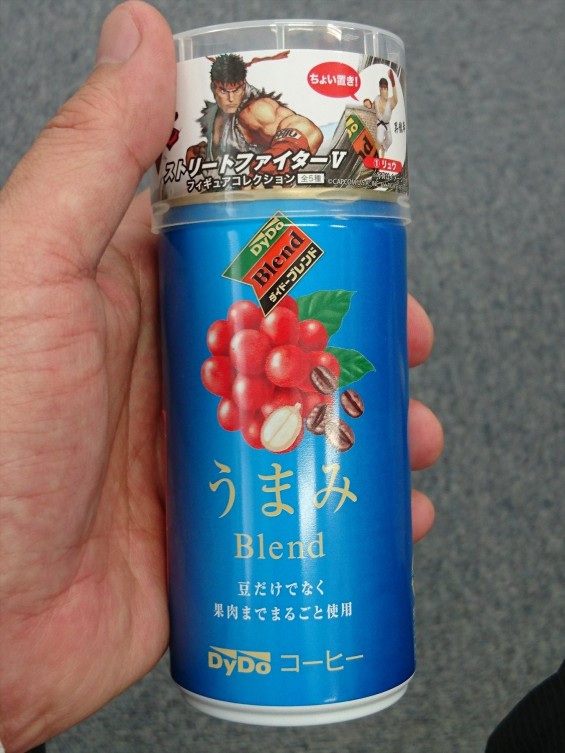 ちょい置き!
ストリートファイターV
フィギュアコレクション 全5種
① リュウ
DyDo
Blend
ダイドーブレンド
うまみ
Blend
豆だけでなく
果肉までまるごと使用
DyDo コーヒー